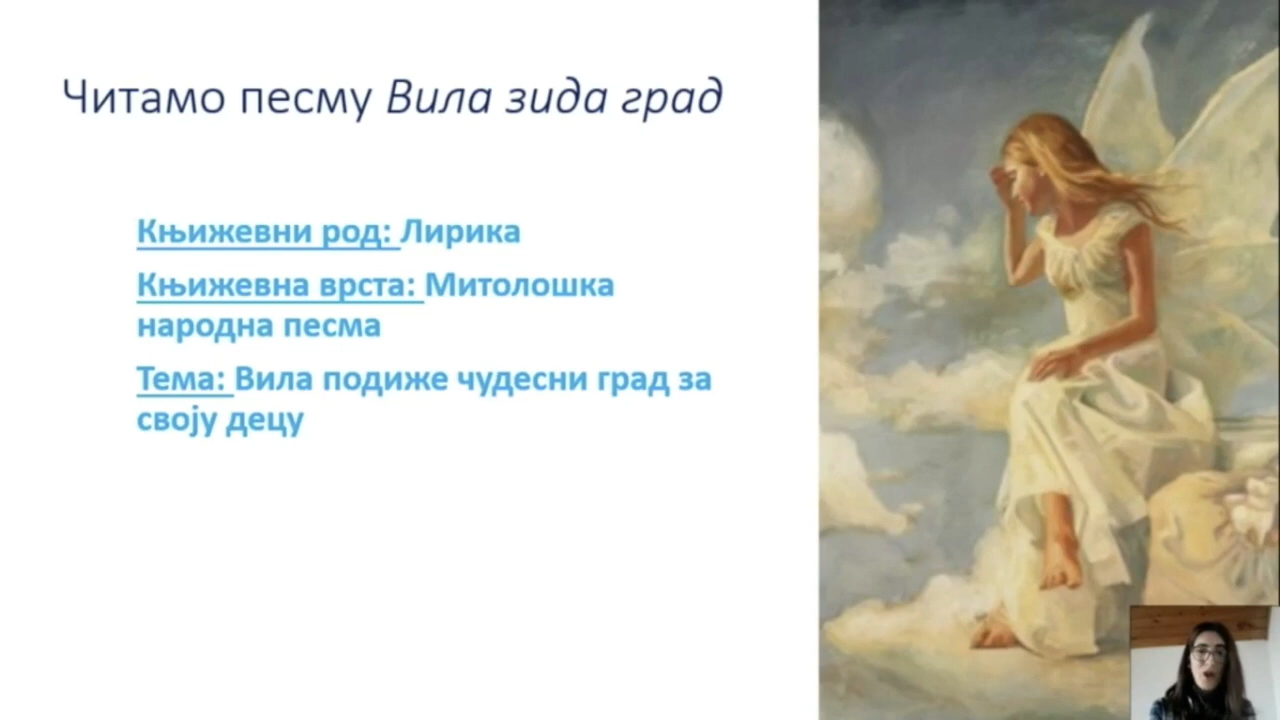 Читамо песму Вила зида град
Књижевни род: Лирика
Књижевна врста: Митолошка
народна песма
Тема: Вила подиже чудесни град за
своју децу